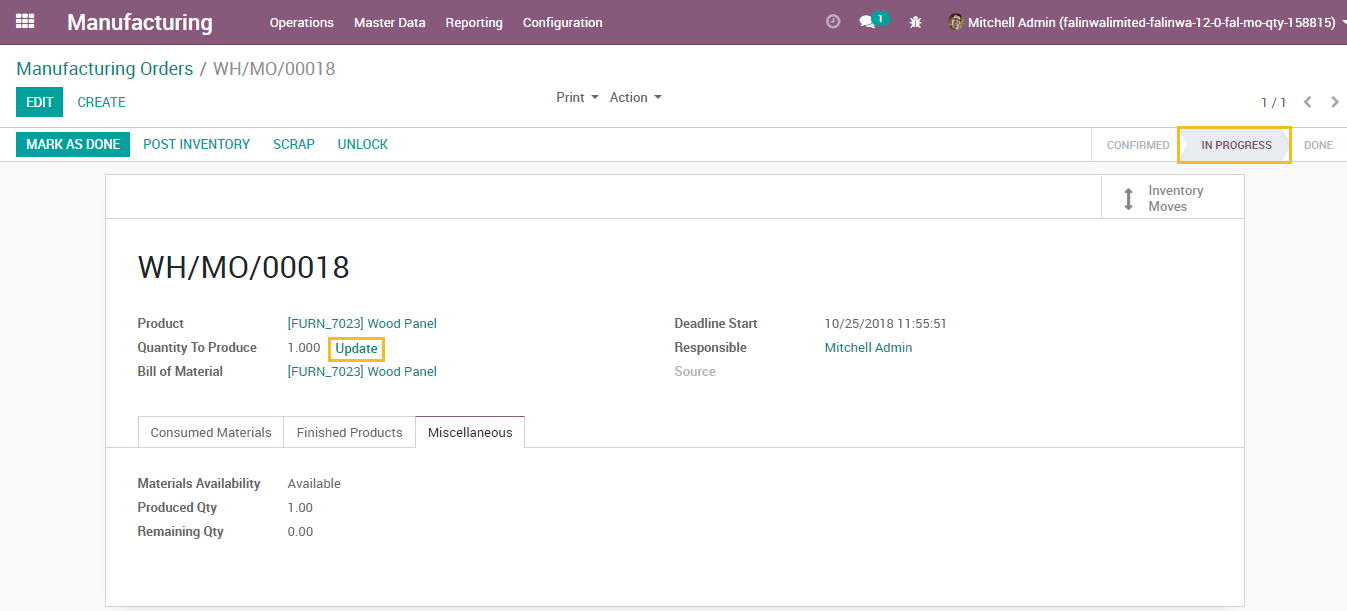 Manufacturing Operations Master Data Reporting Configuration 1 Mitchell Admin (falinwalimited-falinwa-12-0-fal-mo-qty-158815)
Manufacturing Orders / WH/MO/00018
EDIT CREATE Print Action 1 / 1
MARK AS DONE POST INVENTORY SCRAP UNLOCK CONFIRMED IN PROGRESS DONE
Inventory
Moves
WH/MO/00018
Product [FURN_7023] Wood Panel Deadline Start 10/25/2018 11:55:51
Quantity To Produce 1.000 Update Responsible Mitchell Admin
Bill of Material [FURN_7023] Wood Panel Source
Consumed Materials Finished Products Miscellaneous
Materials Availability Available
Produced Qty 1.00
Remaining Qty 0.00